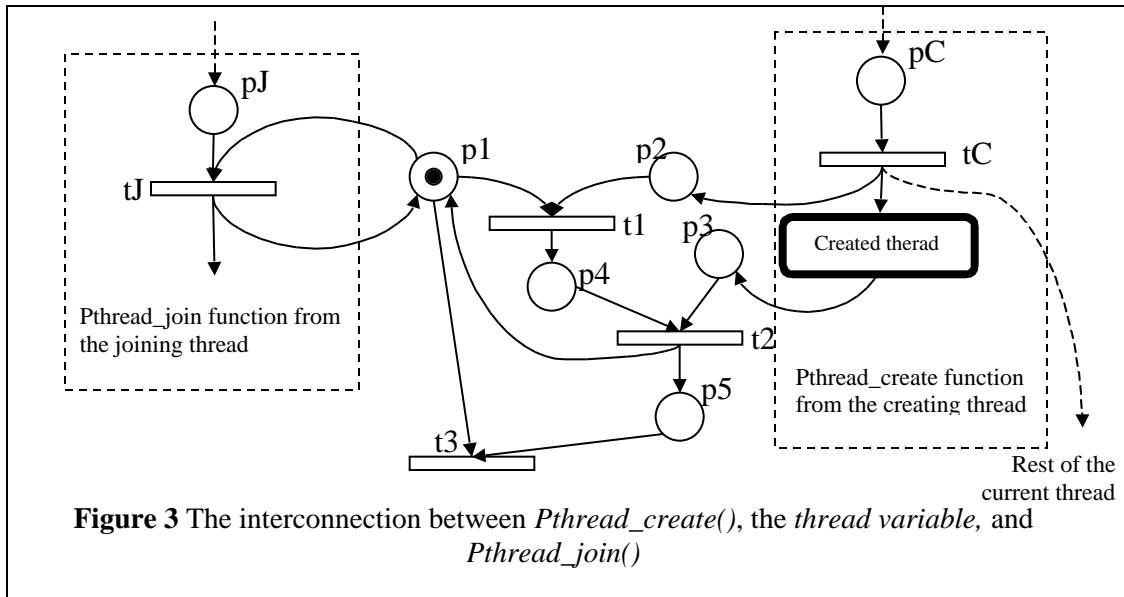 pJ
tJ
Pthread_join function from
the joining thread
p1
p2
t1
p3
p4
t2
p5
t3
pC
tC
Created therad
Pthread_create function
from the creating thread
Rest of the
current thread
Figure 3 The interconnection between Pthread_create(), the thread variable, and
Pthread_join()